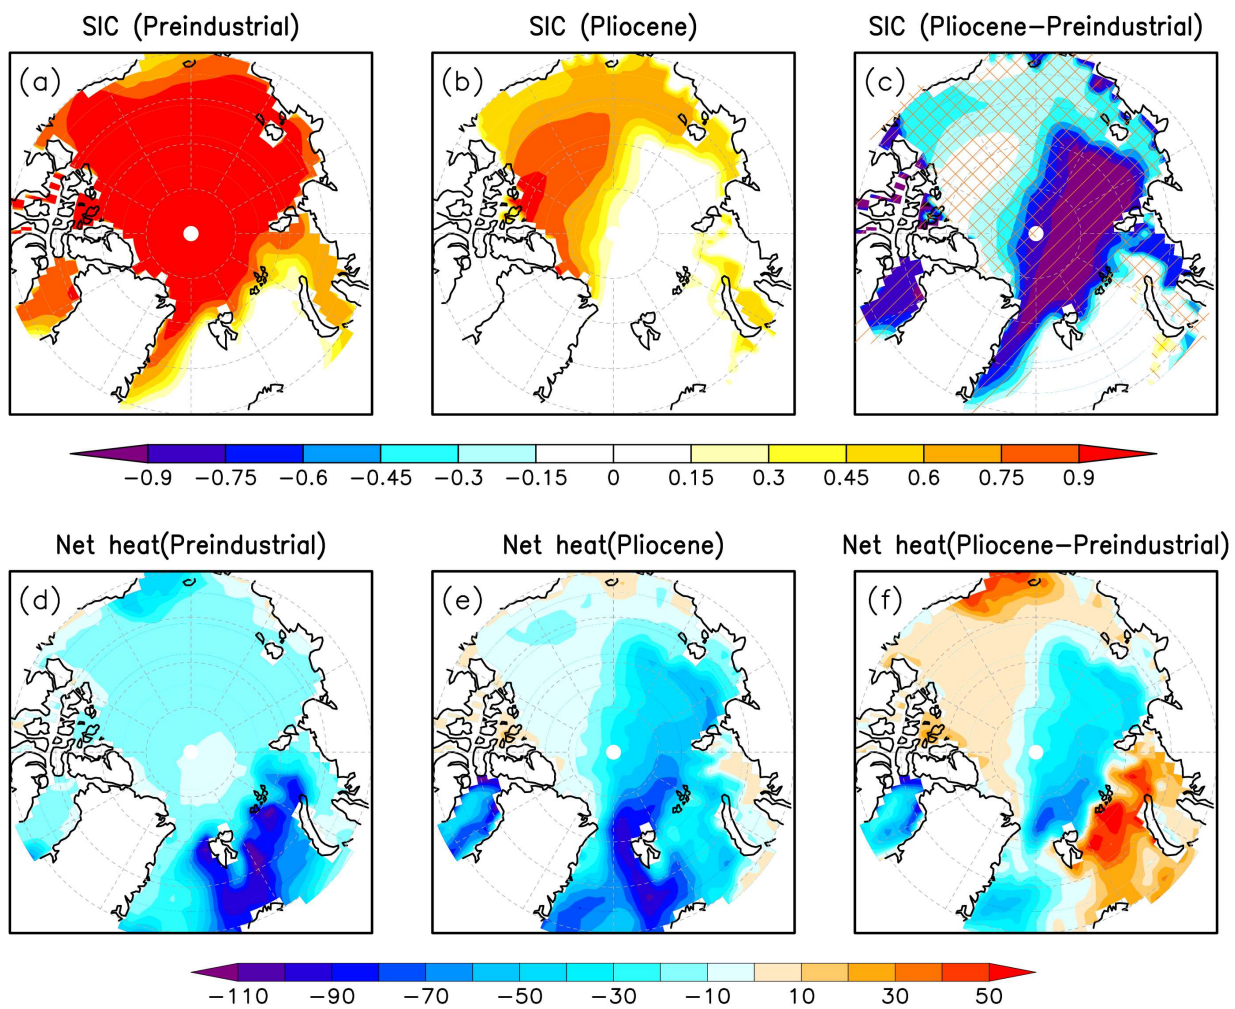 SIC (Preindustrial)
SIC (Pliocene)
SIC (Pliocene−Preindustrial)
(a)
(b)
(c)
−0.9 −0.75 −0.6 −0.45 −0.3 −0.15 0 0.15 0.3 0.45 0.6 0.75 0.9
Net heat(Preindustrial)
Net heat(Pliocene)
Net heat(Pliocene−Preindustrial)
(d)
(e)
(f)
−110 −90 −70 −50 −30 −10 10 30 50